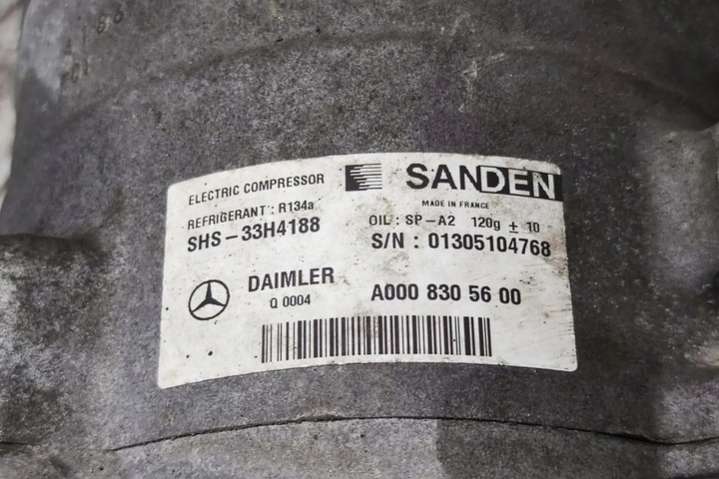 ELECTRIC COMPRESSOR
SANDEN
MADE IN FRANCE
REFRIGERANT : R134a
OIL : SP-A2 120g ± 10
SHS-33H4188
S/N : 01305104768
DAIMLER
Q 0004
A000 830 56 00